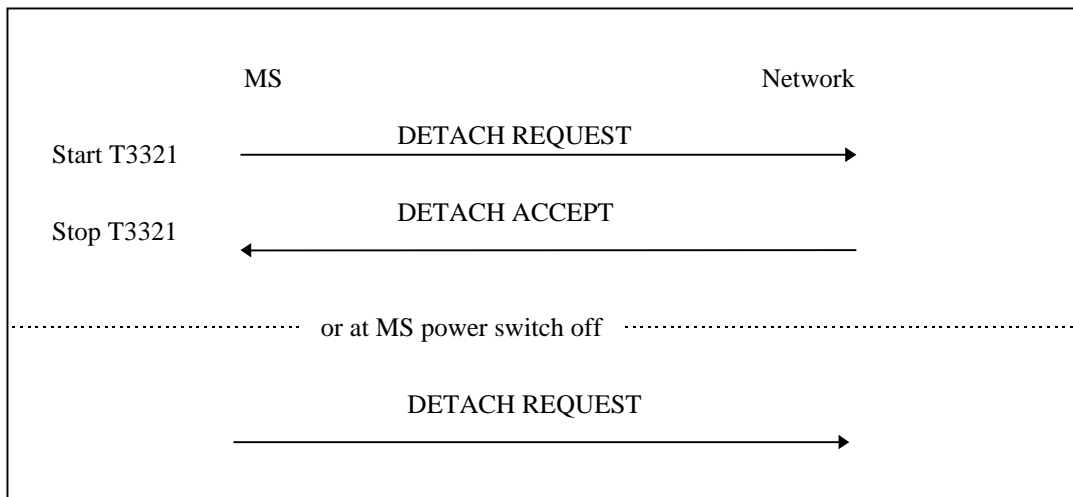 MS Network
DETACH REQUEST
Start T3321
DETACH ACCEPT
Stop T3321
or at MS power switch off
DETACH REQUEST